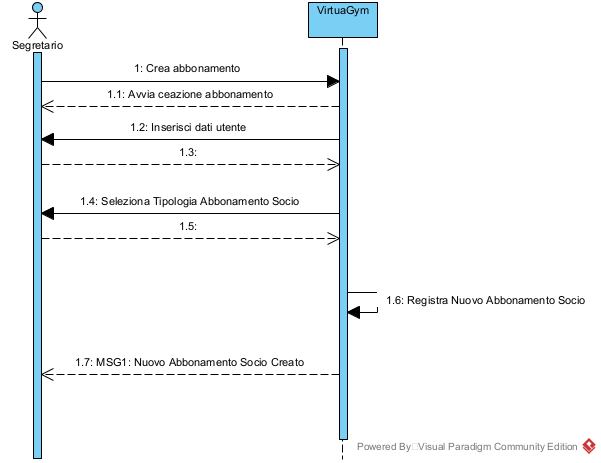 Segretario
VirtuaGym
1: Crea abbonamento
1.1: Avvia ceazione abbonamento
1.2: Inserisci dati utente
1.3:
1.4: Seleziona Tipologia Abbonamento Socio
1.5:
1.6: Registra Nuovo Abbonamento Socio
1.7: MSG1: Nuovo Abbonamento Socio Creato
Powered By Visual Paradigm Community Edition